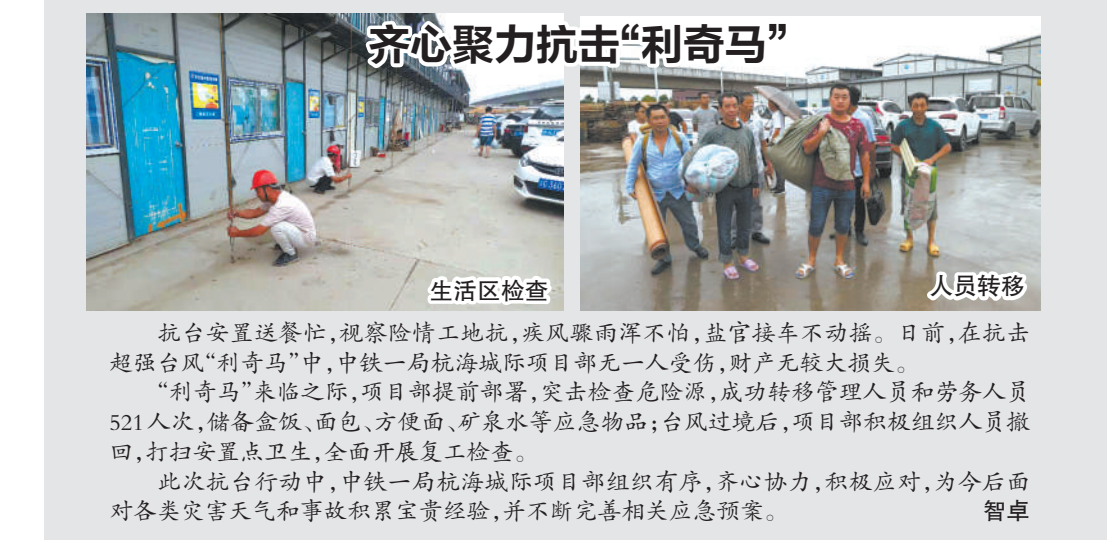 齐心聚力抗击“利奇马”
生活区检查
人员转移
抗台安置送餐忙,视察险情工地抗,疾风骤雨浑不怕,盐官接车不动摇。日前,在抗击
超强台风“利奇马”中,中铁一局杭海城际项目部无一人受伤,财产无较大损失。
“利奇马”来临之际,项目部提前部署,突击检查危险源,成功转移管理人员和劳务人员
521人次,储备盒饭、面包、方便面、矿泉水等应急物品;台风过境后,项目部积极组织人员撤
回,打扫安置点卫生,全面开展复工检查。
此次抗台行动中,中铁一局杭海城际项目部组织有序,齐心协力,积极应对,为今后面
对各类灾害天气和事故积累宝贵经验,并不断完善相关应急预案。 智卓